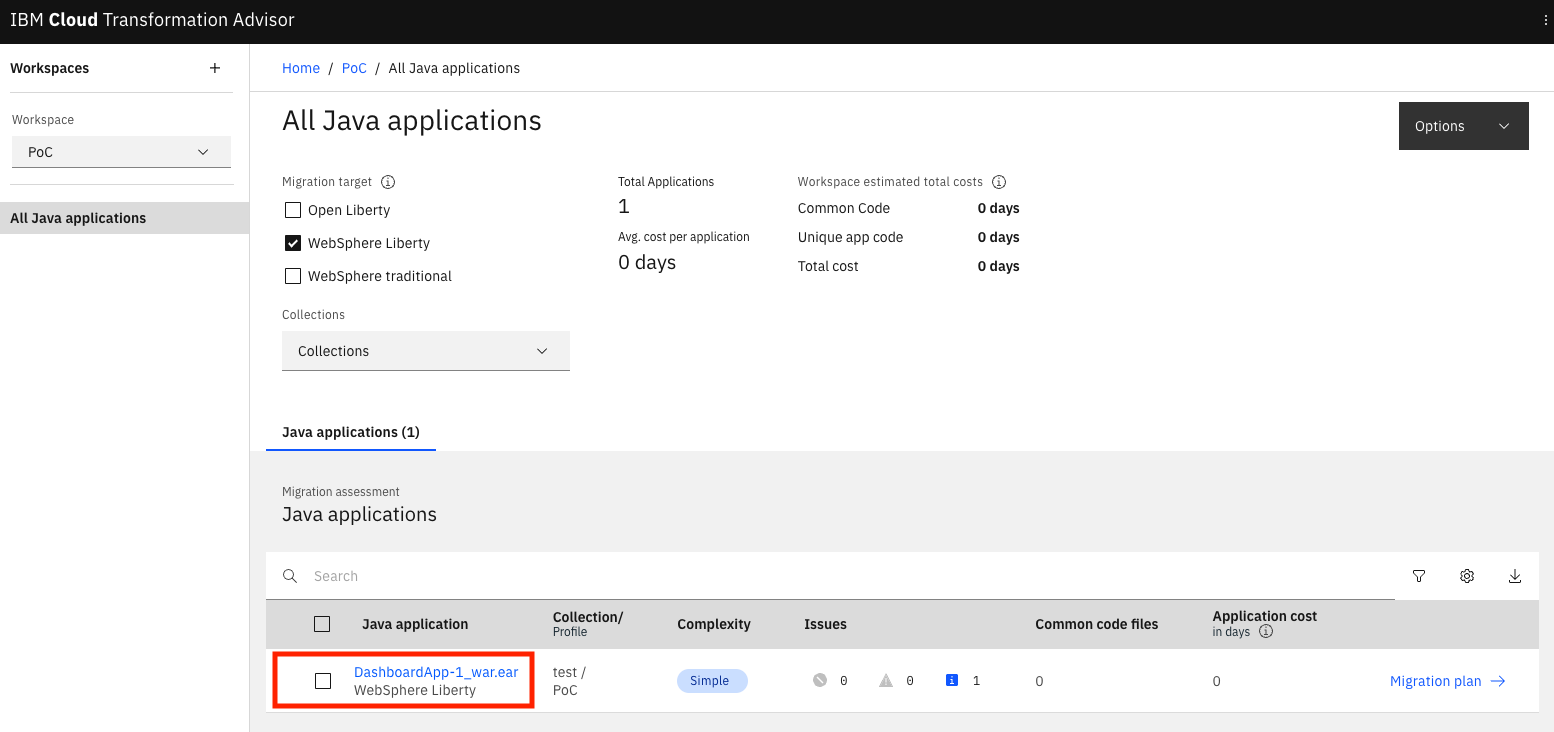 IBM Cloud Transformation Advisor
Workspaces
Workspace
PoC
All Java applications
Home / PoC / All Java applications
All Java applications
Options
Migration target
Open Liberty
WebSphere Liberty
WebSphere traditional
Total Applications
1
Avg. cost per application
0 days
Workspace estimated total costs
Common Code 0 days
Unique app code 0 days
Total cost 0 days
Collections
Collections
Java applications (1)
Migration assessment
Java applications
Search
Java application
Collection/
Profile
Complexity
Issues
Common code files
Application cost
in days
DashboardApp-1_war.ear
WebSphere Liberty
test /
PoC
Simple
0 0 1
0
0
Migration plan